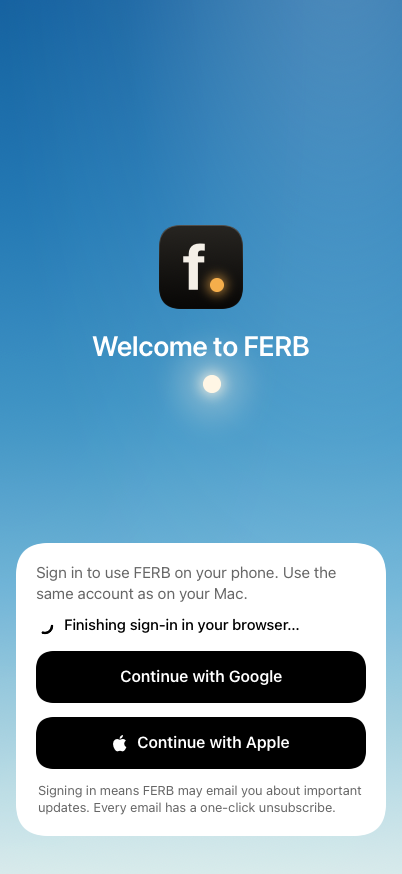 f.
Welcome to FERB
Sign in to use FERB on your phone. Use the
same account as on your Mac.
Finishing sign-in in your browser...
Continue with Google
Continue with Apple
Signing in means FERB may email you about important
updates. Every email has a one-click unsubscribe.